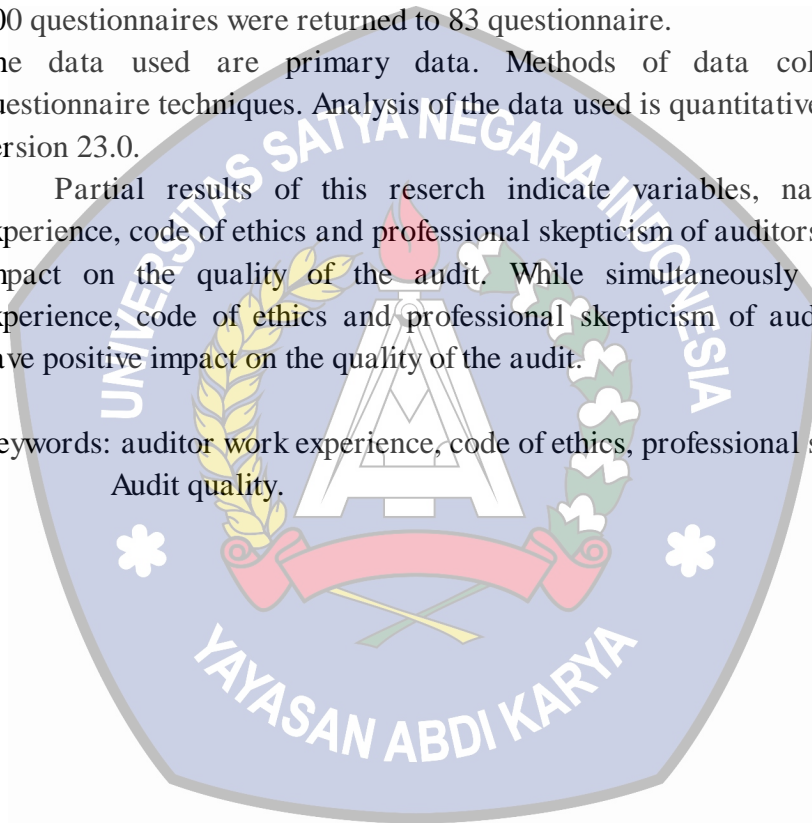 00 questionnaires were returned to 83 questionnaire.
he data used are primary data. Methods of data col
uestionnaire techniques. Analysis of the data used is quantitative
ersion 23.0.
Partial results of this reserch indicate variables, na
xperience, code of ethics and professional skepticism of auditors
mpact on the quality of the audit. While simultaneously
xperience, code of ethics and professional skepticism of aud
ave positive impact on the quality of the audit.
eywords: auditor work experience, code of ethics, professional s
Audit quality.
UNIVERSITAS SATYA NEGARA INDONESIA
YAYASAN ABDI KARYA